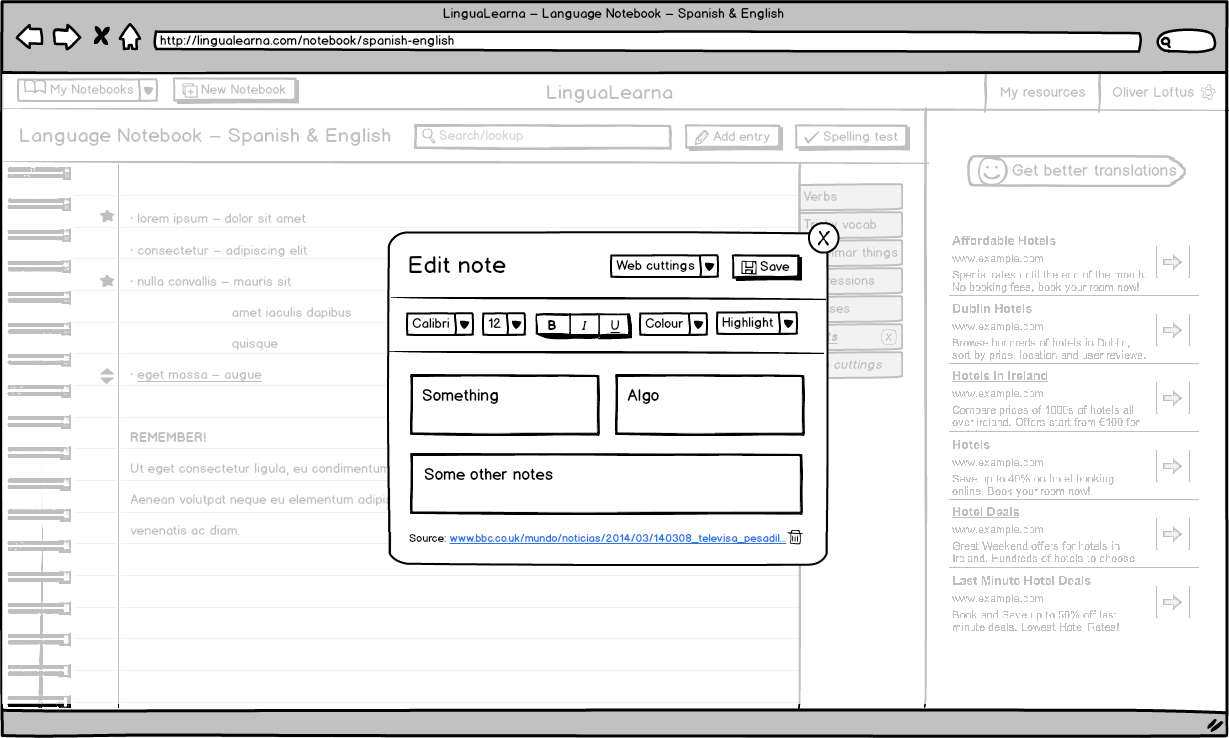 LinguaLearna – Language Notebook – Spanish & English
http://lingualearna.com/notebook/spanish-english
My Notebooks
New Notebook
LinguaLearna
My resources
Oliver Loftus
Language Notebook – Spanish & English
Search/lookup
Add entry
Spelling test
Get better translations
Verbs
vocab
things
· lorem ipsum – dolor sit amet
· consectetur – adipiscing elit
· nulla convallis – mauris sit
amet iaculis dapibus
quisque
· eget massa – augue
REMEMBER!
Ut eget consectetur ligula, eu condimentum
Aenean volutpat neque eu elementum
venenatis ac diam.
cuttings
Edit note
Web cuttings
Save
X
Calibri
12
B
I
U
Colour
Highlight
Something
Algo
Some other notes
Source: www.bbc.co.uk/mundo/noticias/2014/03/140308_televisa_pesadil...
Affordable Hotels
www.example.com
Special rates until the end of the month.
No booking fees, book your room now!
Dublin Hotels
www.example.com
Browse hundreds of hotels in Dublin,
sort by price, location and user reviews.
Hotels in Ireland
www.example.com
Compare prices of 1000s of hotels all
over Ireland. Offers start from €100 for
Hotels
www.example.com
Save up to 40% on hotel booking
online. Book your room now!
Hotel Deals
www.example.com
Great Weekend offers for hotels in
Ireland. Hundreds of hotels to choose
Last Minute Hotel Deals
www.example.com
Book and Save up to 50% off last
minute deals. Lowest Hotel Rates!